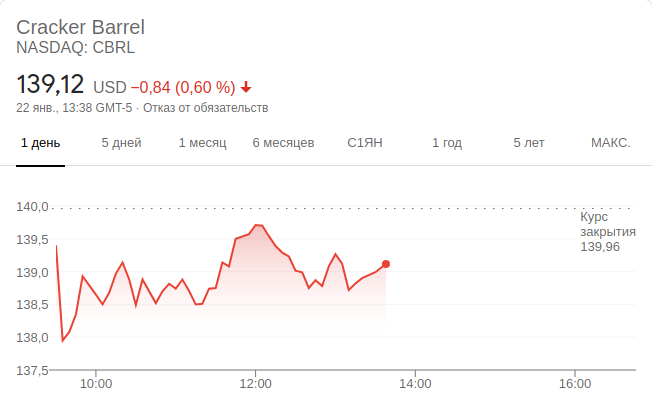 Cracker Barrel
NASDAQ: CBRL
139,12 USD −0,84 (0,60 %)
22 янв., 13:38 GMT-5 · Отказ от обязательств
1 день 5 дней 1 месяц 6 месяцев С1ЯН 1 год 5 лет МАКС.
140,0
Курс
закрытия
139,96
139,5
139,0
138,5
138,0
137,5
10:00 12:00 14:00 16:00